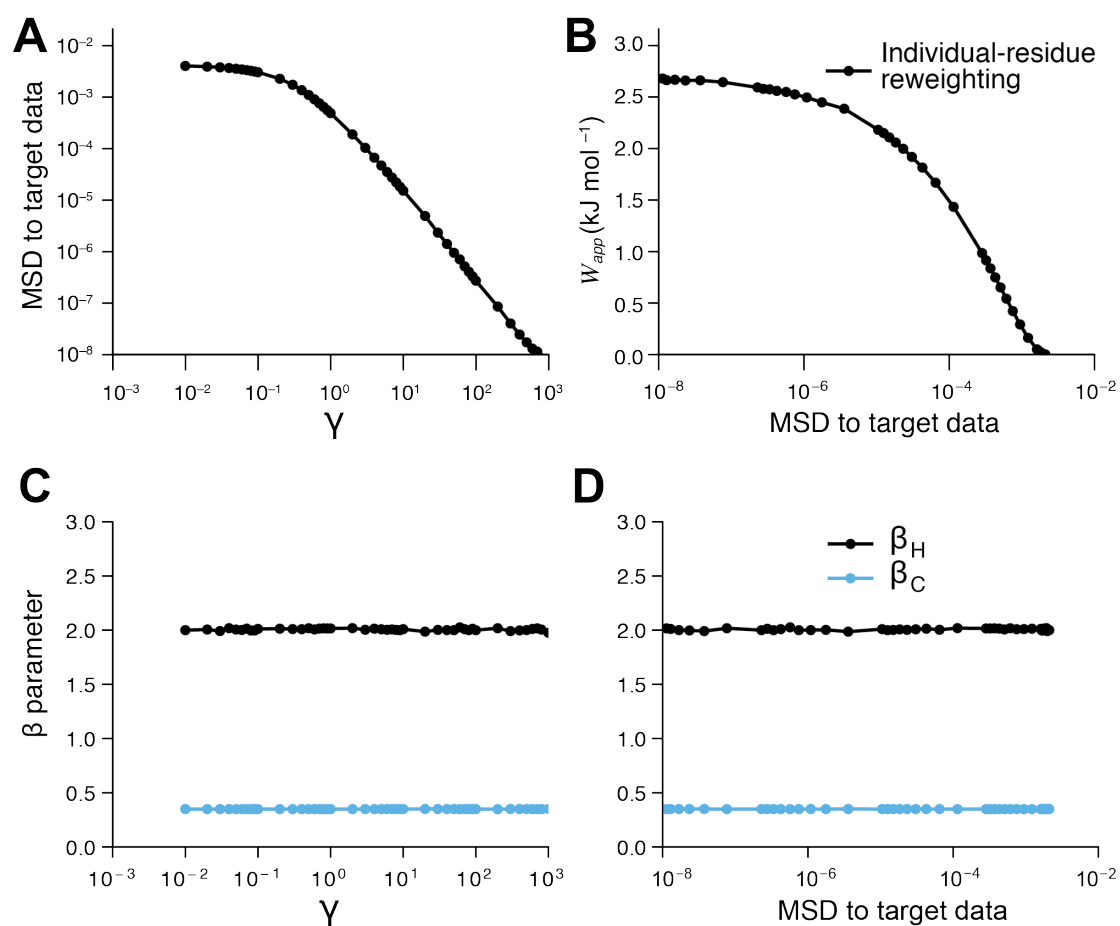 A
10⁻²
10⁻³
10⁻⁴
10⁻⁵
10⁻⁶
10⁻⁷
10⁻⁸
MSD to target data
10⁻³ 10⁻² 10⁻¹ 10⁰ 10¹ 10² 10³
γ
B
3.0
2.5
2.0
1.5
1.0
0.5
0.0
W_app (kJ mol ⁻¹)
Individual-residue
reweighting
10⁻⁸ 10⁻⁶ 10⁻⁴ 10⁻²
MSD to target data
C
3.0
2.5
2.0
1.5
1.0
0.5
0.0
β parameter
10⁻³ 10⁻² 10⁻¹ 10⁰ 10¹ 10² 10³
γ
D
3.0
2.5
2.0
1.5
1.0
0.5
0.0
β_H
β_C
10⁻⁸ 10⁻⁶ 10⁻⁴ 10⁻²
MSD to target data